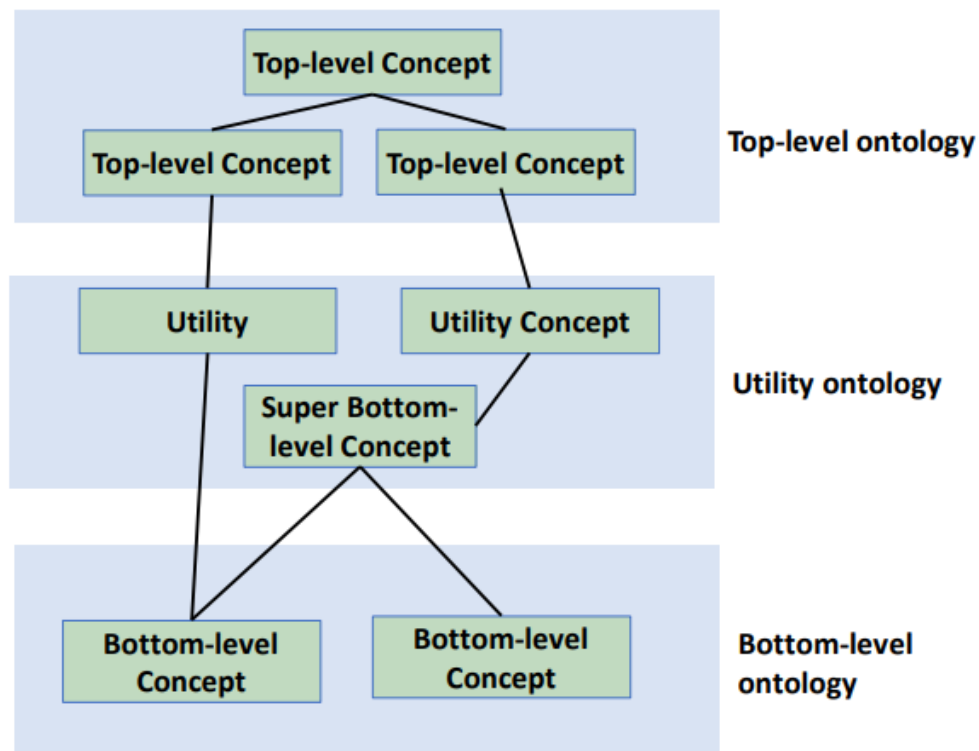 Top-level Concept
Top-level Concept
Top-level Concept
Top-level ontology
Utility
Utility Concept
Utility ontology
Super Bottom-
level Concept
Bottom-level
Concept
Bottom-level
Concept
Bottom-level
ontology